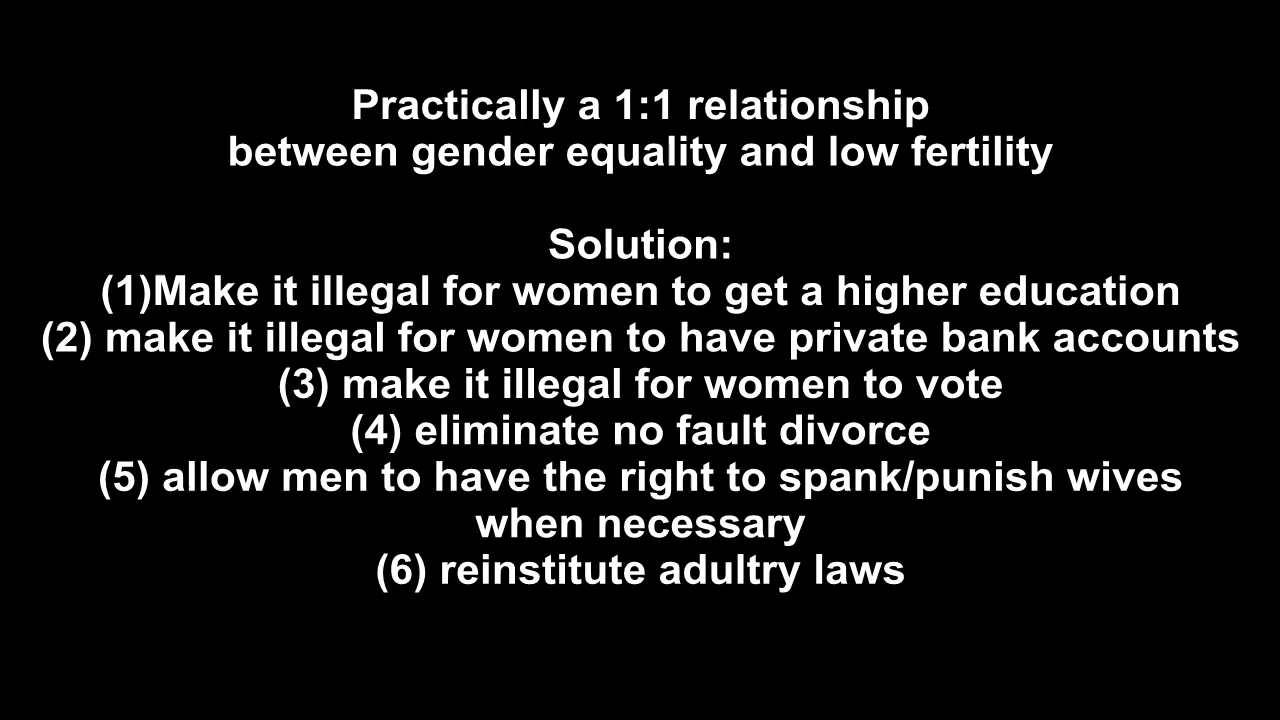 Practically a 1:1 relationship
between gender equality and low fertility
Solution:
(1)Make it illegal for women to get a higher education
(2) make it illegal for women to have private bank accounts
(3) make it illegal for women to vote
(4) eliminate no fault divorce
(5) allow men to have the right to spank/punish wives
when necessary
(6) reinstitute adultry laws